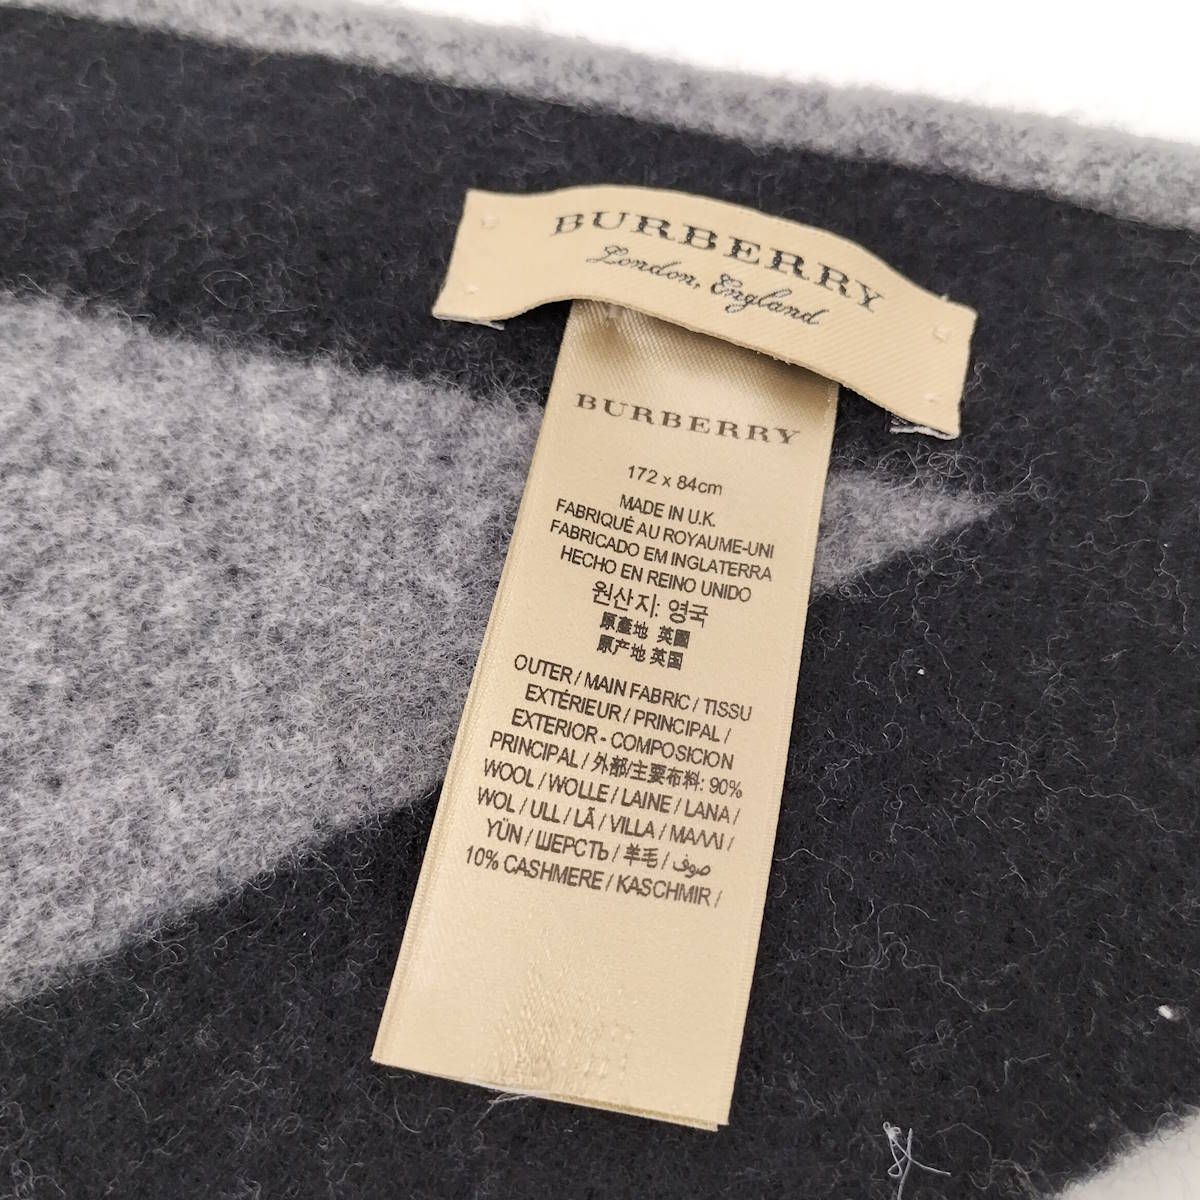 BURBERRY
London, England
BURBERRY
172 x 84cm
MADE IN U.K.
FABRIQUÉ AU ROYAUME-UNI
FABRICADO EM INGLATERRA
HECHO EN REINO UNIDO
원산지: 영국
原產地 英國
原产地 英国
OUTER / MAIN FABRIC / TISSU
EXTÉRIEUR / PRINCIPAL /
EXTERIOR - COMPOSICION
PRINCIPAL / 外部/主要布料: 90%
WOOL / WOLLE / LAINE / LANA /
WOL / ULL / LÃ / VILLA / ΜΑΛΛΙ /
YÜN / ШЕРСТЬ / 羊毛 / صوف /
10% CASHMERE / KASCHMIR /